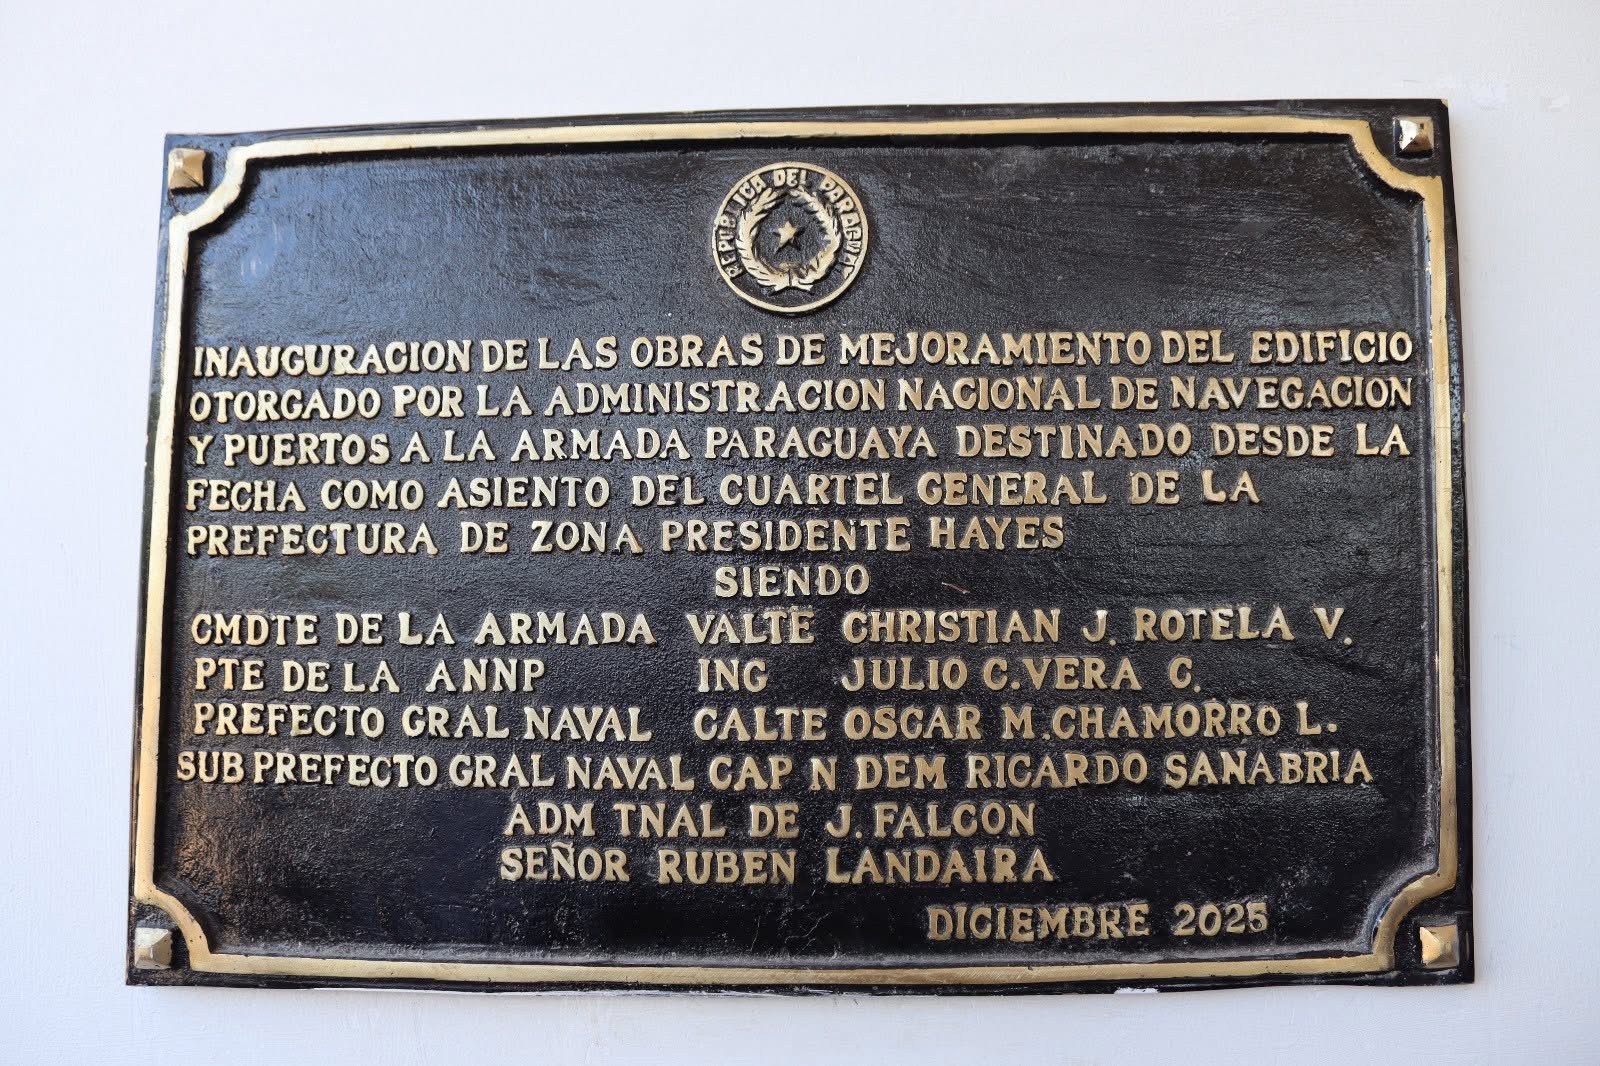 REPUBLICA DEL PARAGUAY
INAUGURACION DE LAS OBRAS DE MEJORAMIENTO DEL EDIFICIO
OTORGADO POR LA ADMINISTRACION NACIONAL DE NAVEGACION
Y PUERTOS A LA ARMADA PARAGUAYA DESTINADO DESDE LA
FECHA COMO ASIENTO DEL CUARTEL GENERAL DE LA
PREFECTURA DE ZONA PRESIDENTE HAYES
SIENDO
CMDTE DE LA ARMADA VALTE CHRISTIAN J. ROTELA V.
PTE DE LA ANNP ING JULIO C. VERA C.
PREFECTO GRAL NAVAL CALTE OSCAR M. CHAMORRO L.
SUB PREFECTO GRAL NAVAL CAP N DEM RICARDO SANABRIA
ADM TNAL DE J. FALCON
SEÑOR RUBEN LANDAIRA
DICIEMBRE 2025